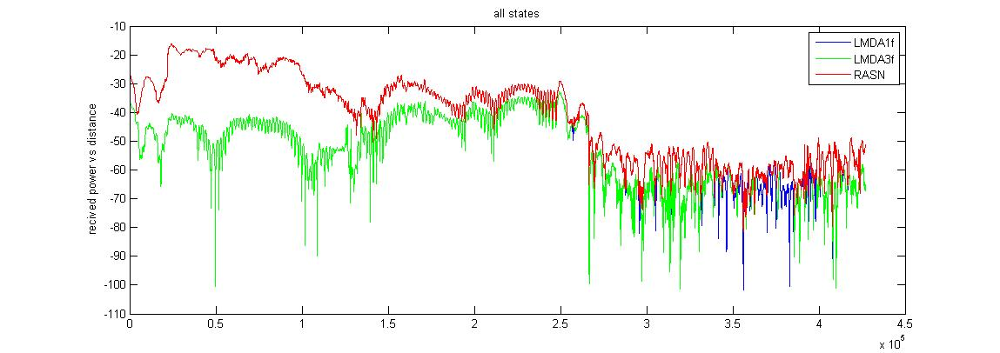 all states
recived power vs distance
-10
-20
-30
-40
-50
-60
-70
-80
-90
-100
-110
0 0.5 1 1.5 2 2.5 3 3.5 4 4.5
x 10^5
LMDA1f
LMDA3f
RASN